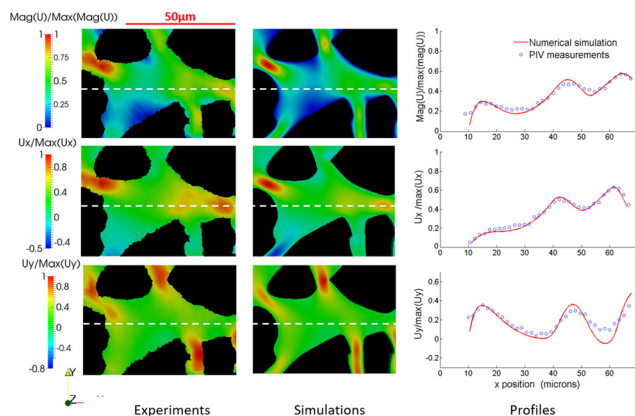 Mag(U)/Max(Mag(U))
50μm
1
0.75
0.5
0.25
0
Mag(U)/max(mag(U))
1
0.8
0.6
0.4
0.2
0
Numerical simulation
PIV measurements
0 10 20 30 40 50 60
Ux/Max(Ux)
1
0.8
0.4
0
-0.5
Ux /max(Ux)
1
0.8
0.6
0.4
0.2
0
0 10 20 30 40 50 60
Uy/Max(Uy)
1
0.8
0.4
0
-0.4
-0.8
Uy/max(Uy)
0.6
0.4
0.2
0
-0.2
0 10 20 30 40 50 60
x position (microns)
Y
Z
Experiments
Simulations
Profiles